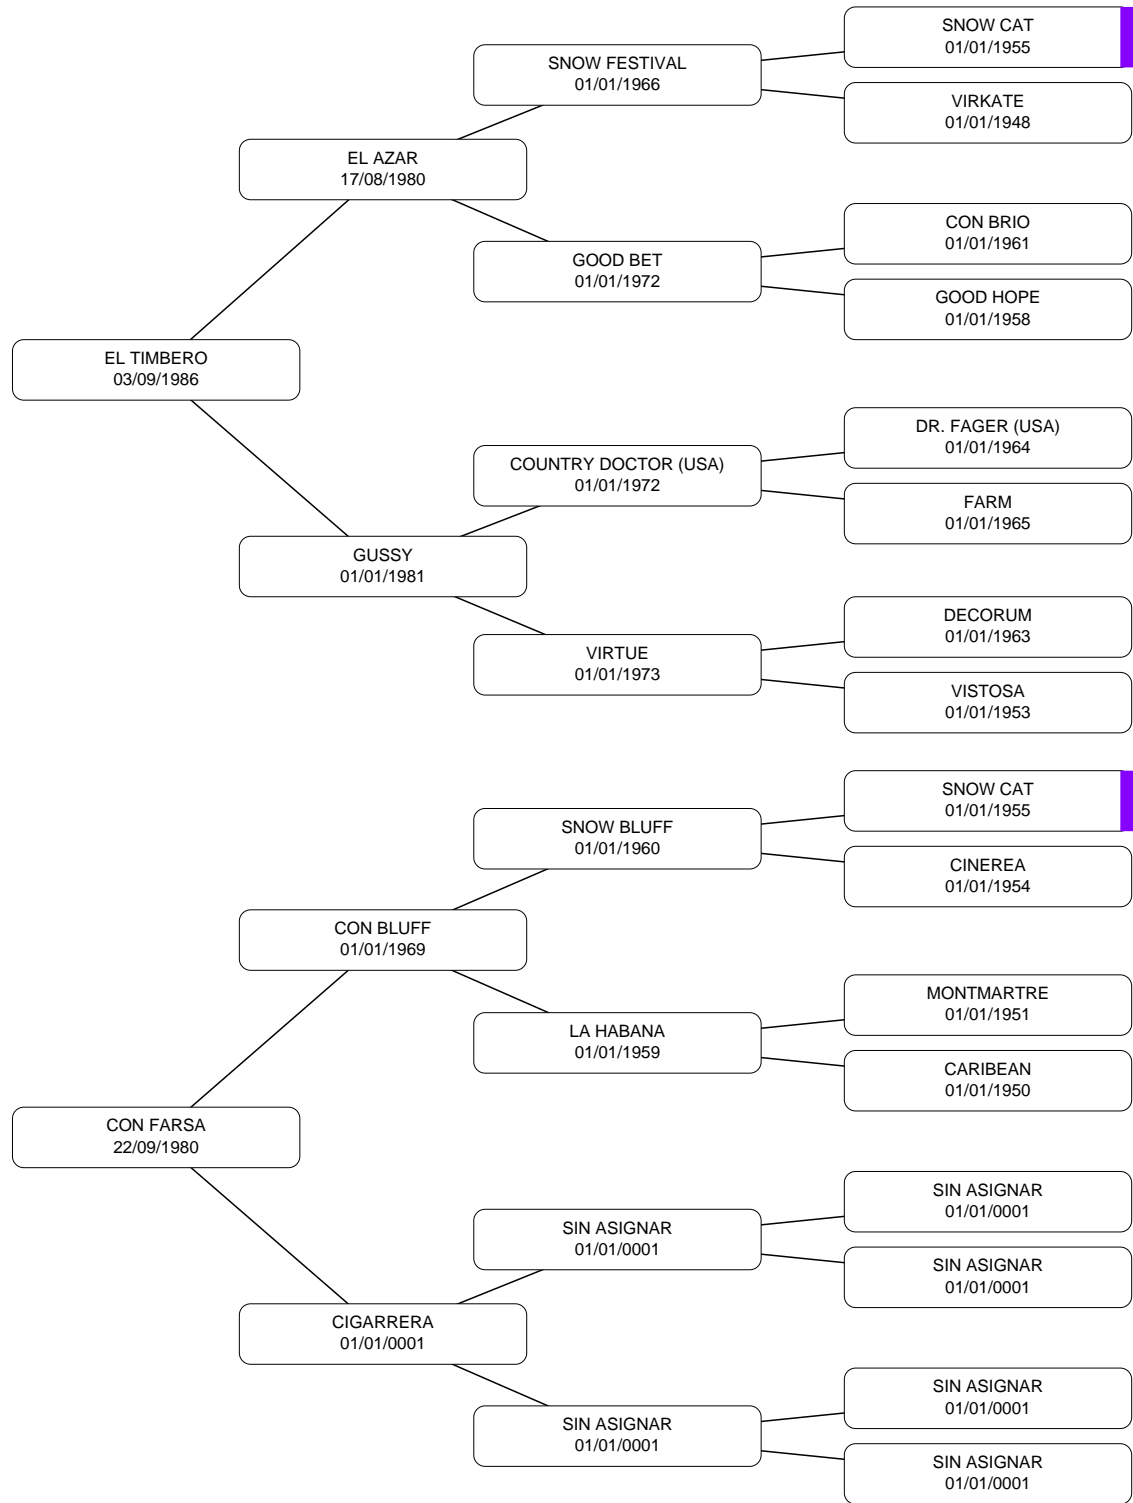 SNOW CAT
01/01/1955
SNOW FESTIVAL
01/01/1966
VIRKATE
01/01/1948
EL AZAR
17/08/1980
CON BRIO
01/01/1961
GOOD BET
01/01/1972
GOOD HOPE
01/01/1958
EL TIMBERO
03/09/1986
DR. FAGER (USA)
01/01/1964
COUNTRY DOCTOR (USA)
01/01/1972
FARM
01/01/1965
GUSSY
01/01/1981
DECORUM
01/01/1963
VIRTUE
01/01/1973
VISTOSA
01/01/1953
SNOW CAT
01/01/1955
SNOW BLUFF
01/01/1960
CINEREA
01/01/1954
CON BLUFF
01/01/1969
MONTMARTRE
01/01/1951
LA HABANA
01/01/1959
CARIBEAN
01/01/1950
CON FARSA
22/09/1980
SIN ASIGNAR
01/01/0001
SIN ASIGNAR
01/01/0001
SIN ASIGNAR
01/01/0001
CIGARRERA
01/01/0001
SIN ASIGNAR
01/01/0001
SIN ASIGNAR
01/01/0001
SIN ASIGNAR
01/01/0001